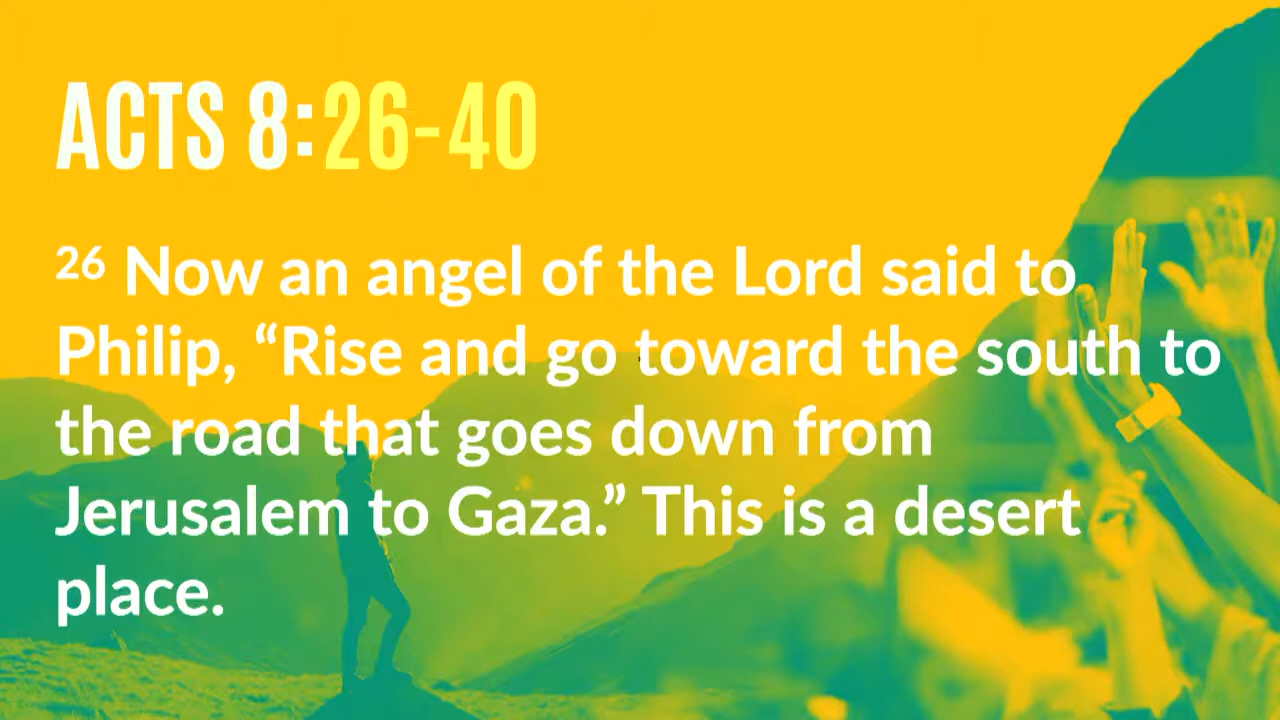 ACTS 8:26-40
26 Now an angel of the Lord said to
Philip, “Rise and go toward the south to
the road that goes down from
Jerusalem to Gaza.” This is a desert
place.